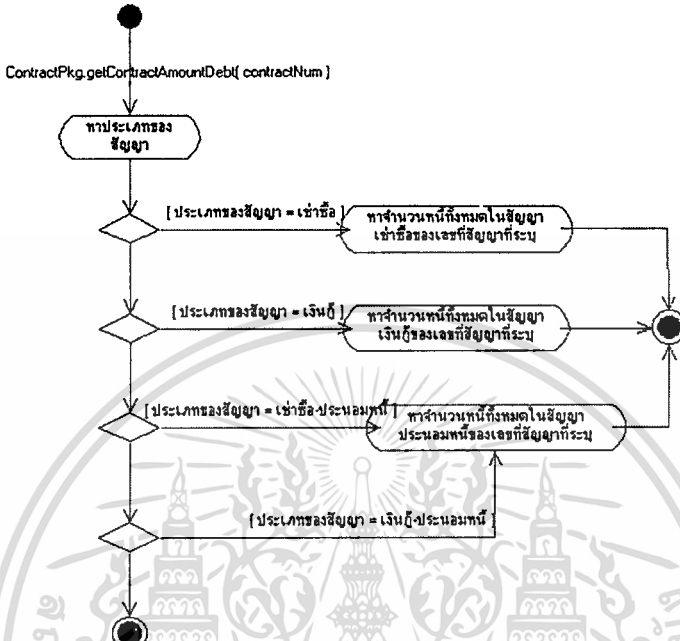 ContractPkg.getContractAmountDebt( contractNum )
หาประเภทของ
สัญญา
[ ประเภทของสัญญา = เช่าซื้อ ]
หาจำนวนหนี้ทั้งหมดในสัญญา
เช่าซื้อของเลขที่สัญญาที่ระบุ
[ ประเภทของสัญญา = เงินกู้ ]
หาจำนวนหนี้ทั้งหมดในสัญญา
เงินกู้ของเลขที่สัญญาที่ระบุ
[ ประเภทของสัญญา = เช่าซื้อ-ประนอมหนี้ ]
หาจำนวนหนี้ทั้งหมดในสัญญา
ประนอมหนี้ของเลขที่สัญญาที่ระบุ
[ ประเภทของสัญญา = เงินกู้-ประนอมหนี้ ]